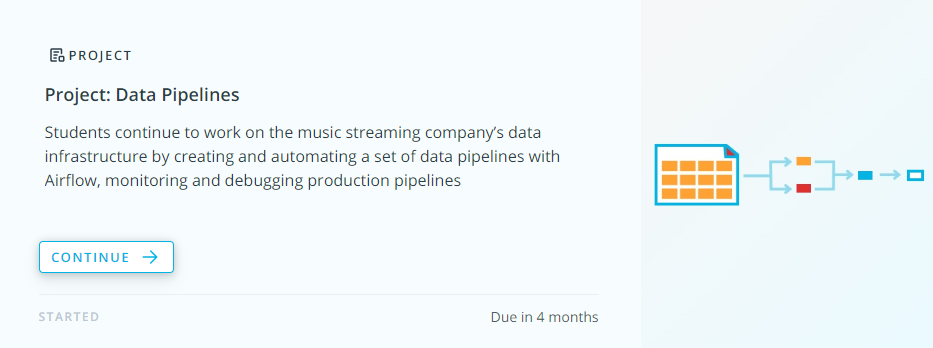 PROJECT
Project: Data Pipelines
Students continue to work on the music streaming company’s data
infrastructure by creating and automating a set of data pipelines with
Airflow, monitoring and debugging production pipelines
CONTINUE
STARTED
Due in 4 months